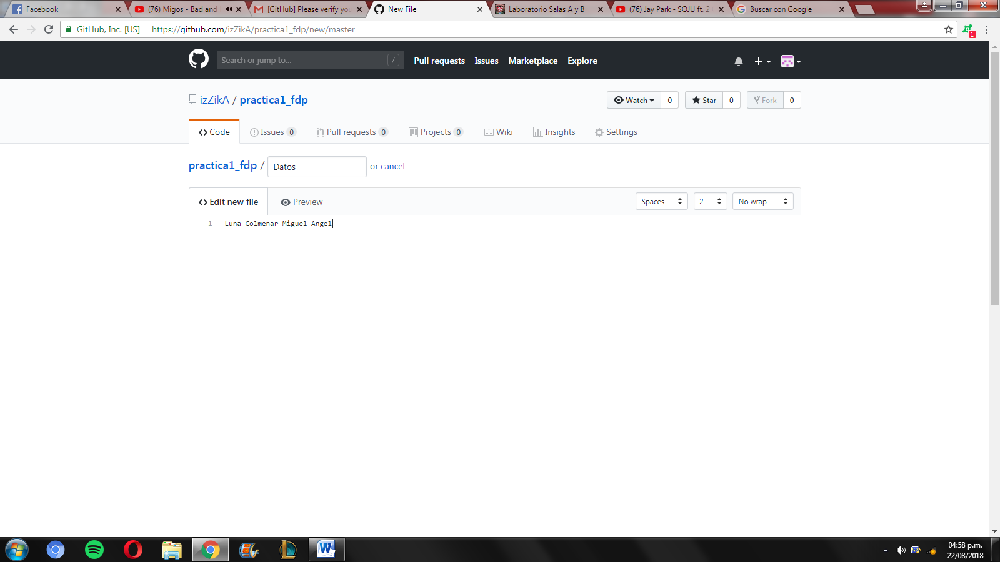 Facebook
(76) Migos - Bad and
[GitHub] Please verify you
New File
Laboratorio Salas A y B
(76) Jay Park - SOJU ft. 2
Buscar con Google
GitHub, Inc. [US] https://github.com/izZikA/practica1_fdp/new/master
1
Search or jump to... /
Pull requests Issues Marketplace Explore
izZikA / practica1_fdp
Watch 0 Star 0 Fork 0
Code Issues 0 Pull requests 0 Projects 0 Wiki Insights Settings
practica1_fdp / Datos or cancel
Edit new file Preview Spaces 2 No wrap
1 Luna Colmenar Miguel Angel
04:58 p.m.
22/08/2018